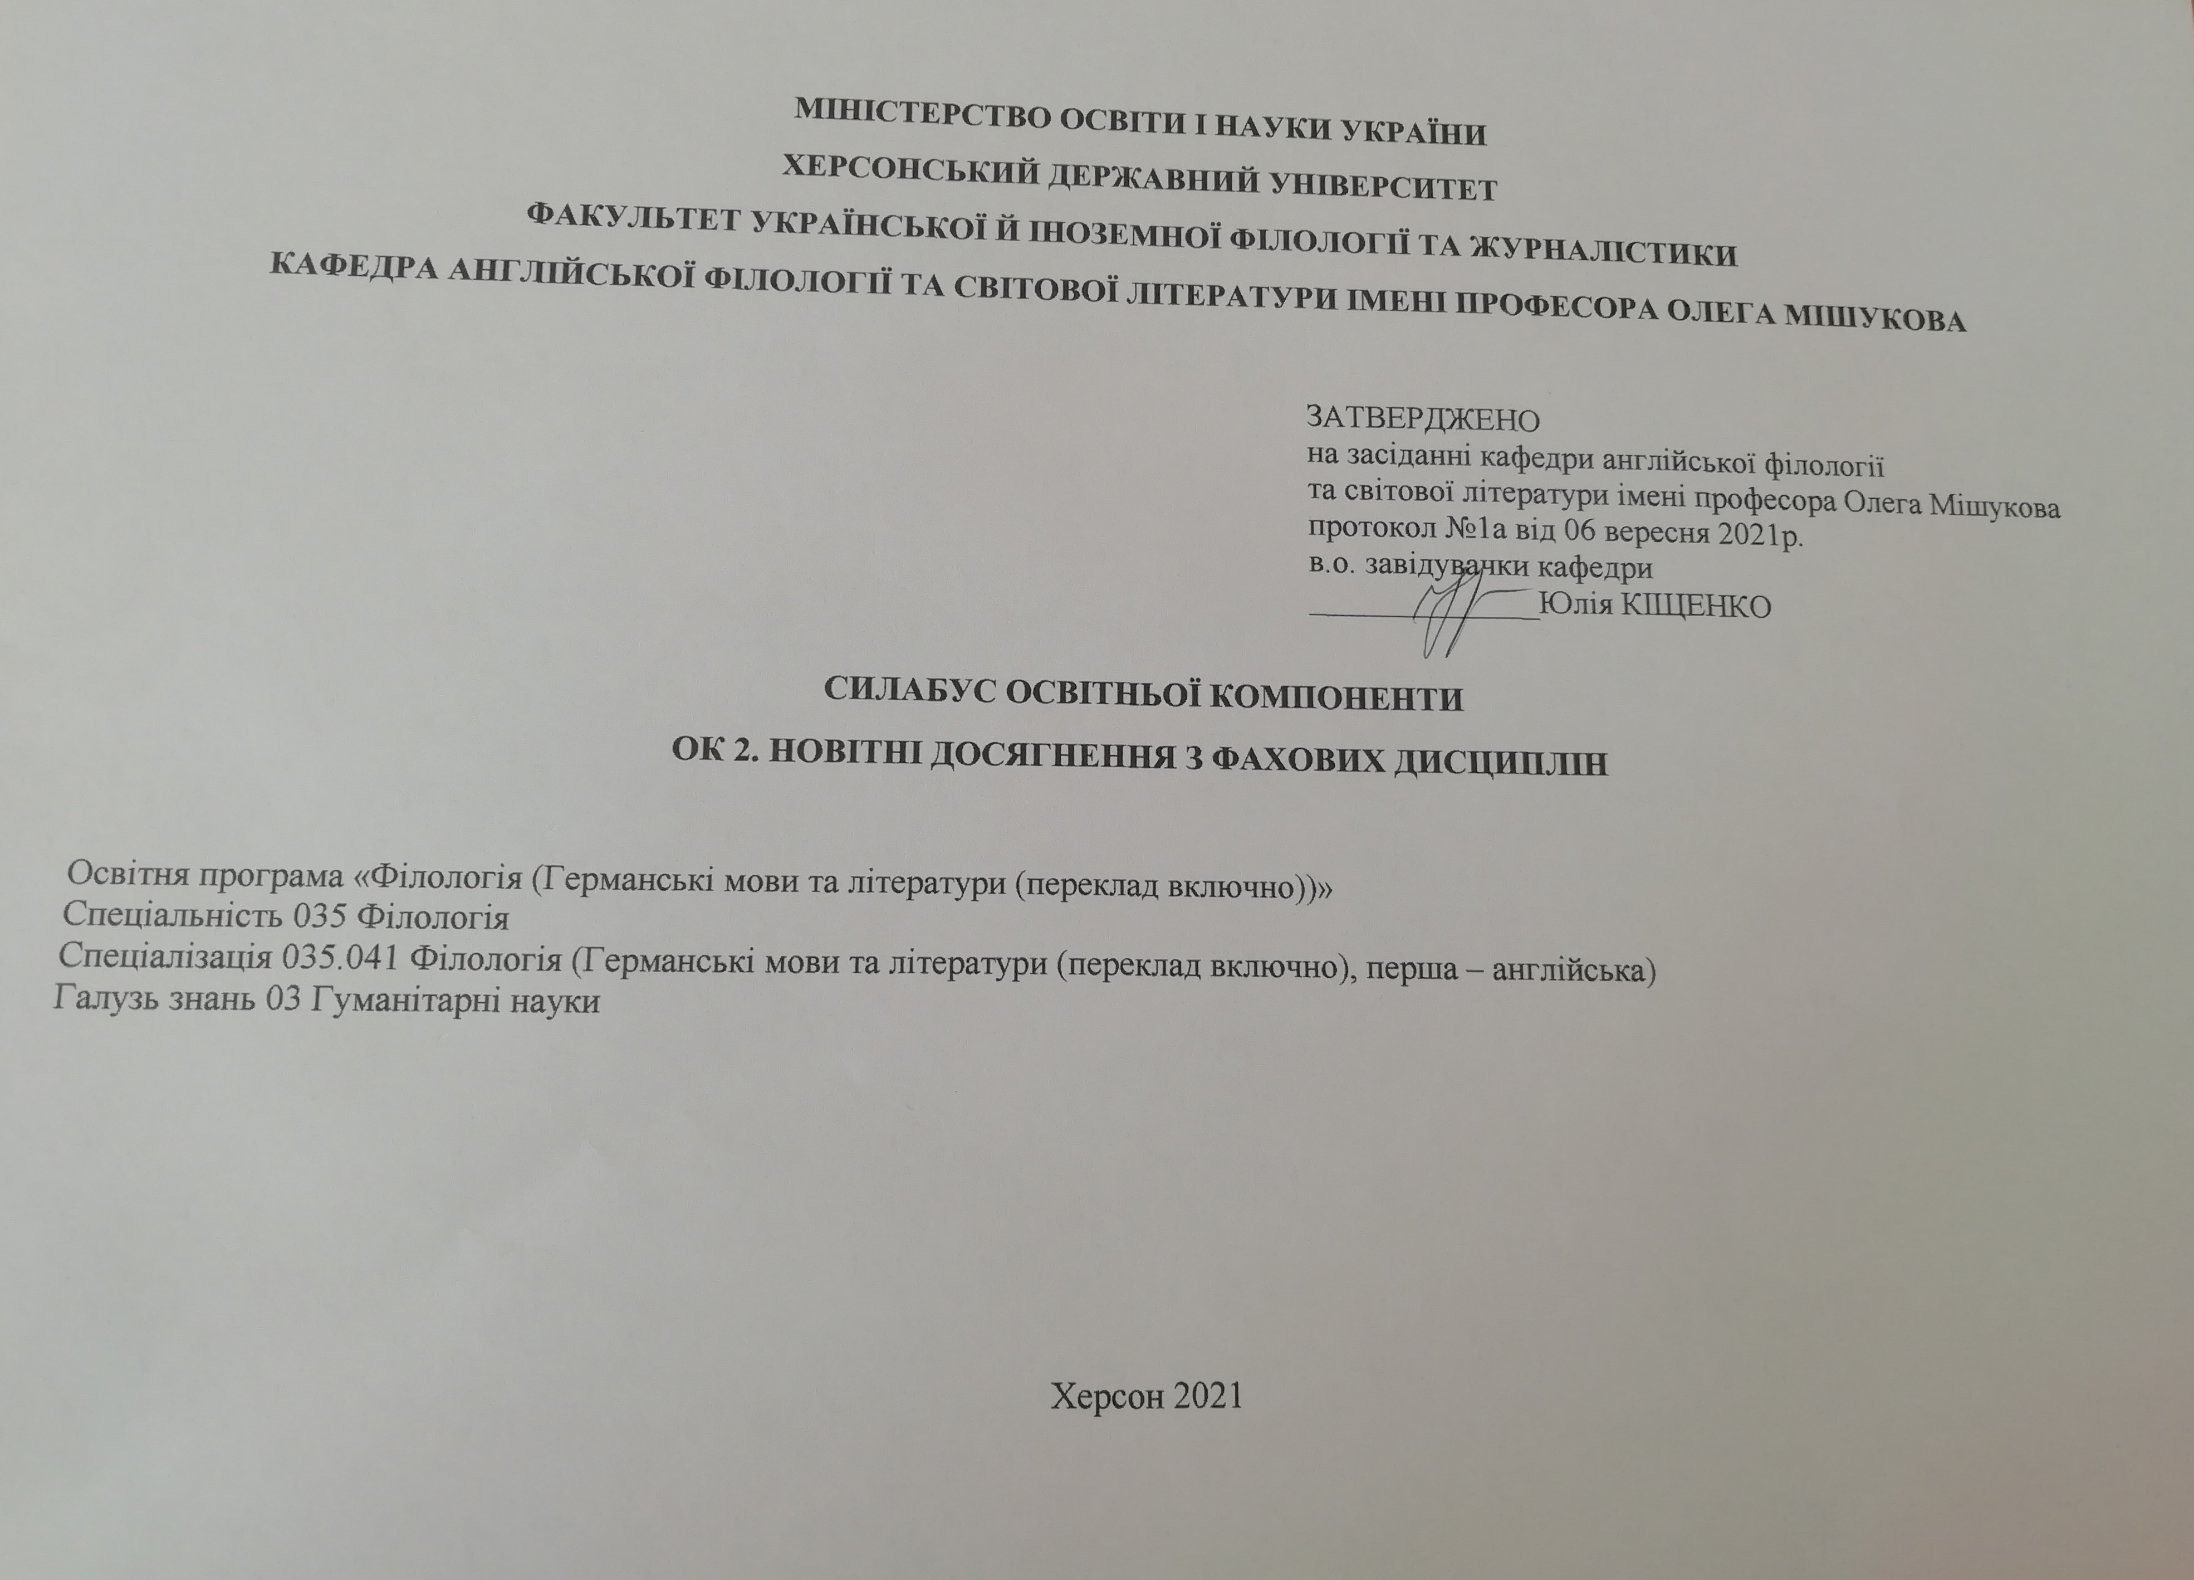 МІНІСТЕРСТВО ОСВІТИ І НАУКИ УКРАЇНИ
ХЕРСОНСЬКИЙ ДЕРЖАВНИЙ УНІВЕРСИТЕТ
ФАКУЛЬТЕТ УКРАЇНСЬКОЇ Й ІНОЗЕМНОЇ ФІЛОЛОГІЇ ТА ЖУРНАЛІСТИКИ
КАФЕДРА АНГЛІЙСЬКОЇ ФІЛОЛОГІЇ ТА СВІТОВОЇ ЛІТЕРАТУРИ ІМЕНІ ПРОФЕСОРА ОЛЕГА МІШУКОВА
ЗАТВЕРДЖЕНО
на засіданні кафедри англійської філології
та світової літератури імені професора Олега Мішукова
протокол №1а від 06 вересня 2021р.
в.о. завідувачки кафедри
Юлія КІЩЕНКО
СИЛАБУС ОСВІТНЬОЇ КОМПОНЕНТИ
ОК 2. НОВІТНІ ДОСЯГНЕННЯ З ФАХОВИХ ДИСЦИПЛІН
Освітня програма «Філологія (Германські мови та літератури (переклад включно))»
Спеціальність 035 Філологія
Спеціалізація 035.041 Філологія (Германські мови та літератури (переклад включно), перша – англійська)
Галузь знань 03 Гуманітарні науки
Херсон 2021